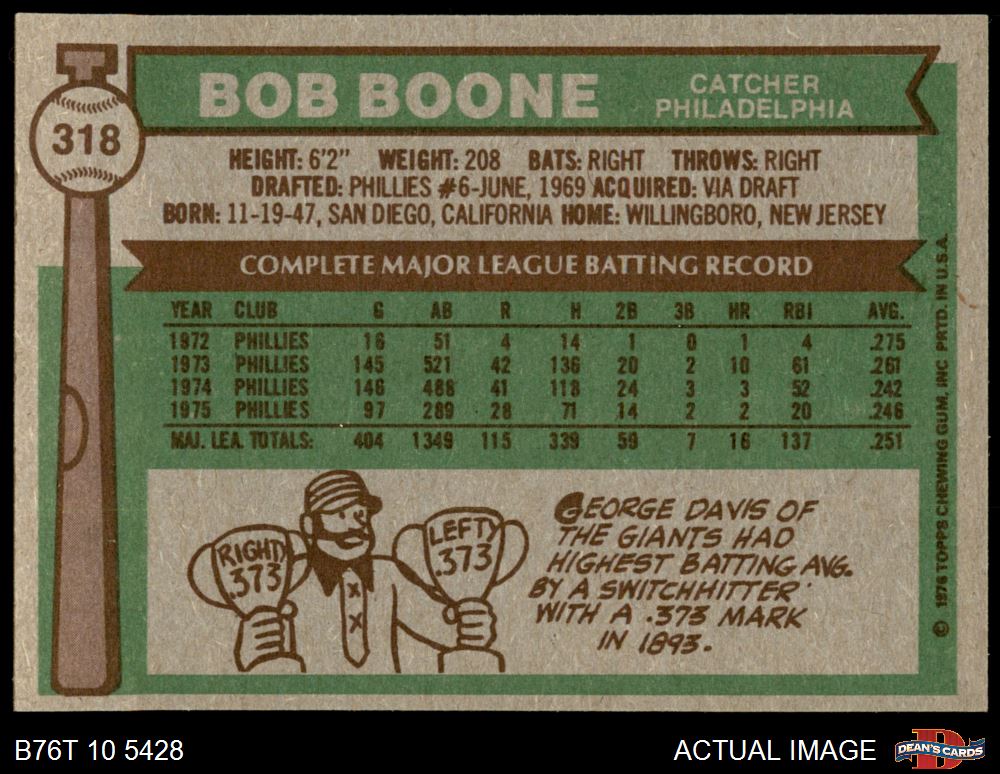 318
BOB BOONE
CATCHER
PHILADELPHIA
HEIGHT: 6'2" WEIGHT: 208 BATS: RIGHT THROWS: RIGHT
DRAFTED: PHILLIES #6-JUNE, 1969 ACQUIRED: VIA DRAFT
BORN: 11-19-47, SAN DIEGO, CALIFORNIA HOME: WILLINGBORO, NEW JERSEY
COMPLETE MAJOR LEAGUE BATTING RECORD
YEAR CLUB G AB R H 2B 3B HR RBI AVG.
1972 PHILLIES 16 51 4 14 1 0 1 4 .275
1973 PHILLIES 145 521 42 136 20 2 10 61 .261
1974 PHILLIES 146 488 41 118 24 3 3 52 .242
1975 PHILLIES 97 289 28 71 14 2 2 20 .246
MAJ. LEA. TOTALS: 404 1349 115 339 59 7 16 137 .251
RIGHTY
.373
LEFTY
.373
GEORGE DAVIS OF
THE GIANTS HAD
HIGHEST BATTING AVG.
BY A SWITCHHITTER
WITH A .373 MARK
IN 1893.
© 1976 TOPPS CHEWING GUM, INC. PRTD. IN U.S.A.
B76T 10 5428
ACTUAL IMAGE
D
DEAN'S CARDS